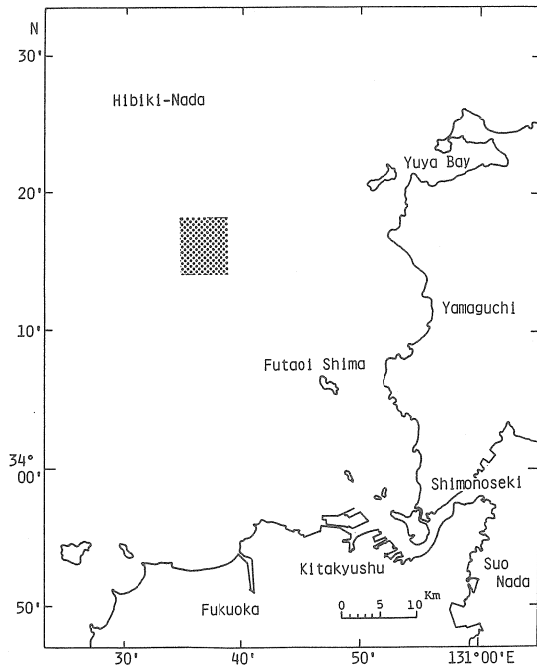 N
30'
Hibiki-Nada
Yuya Bay
20'
Yamaguchi
10'
Futaoi Shima
34°
00'
Shimonoseki
Kitakyushu
Suo
Nada
Fukuoka
0 5 10 Km
50'
30' 40' 50' 131°00'E